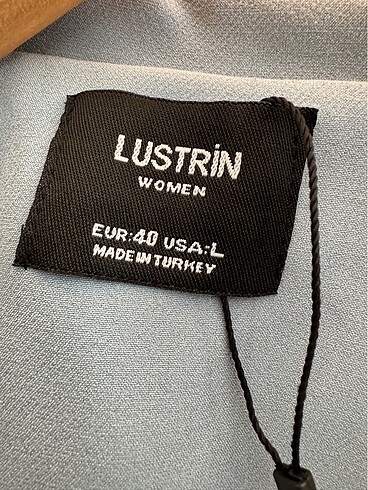 LUSTRİN
WOMEN
EUR:40 USA:L
MADE IN TURKEY